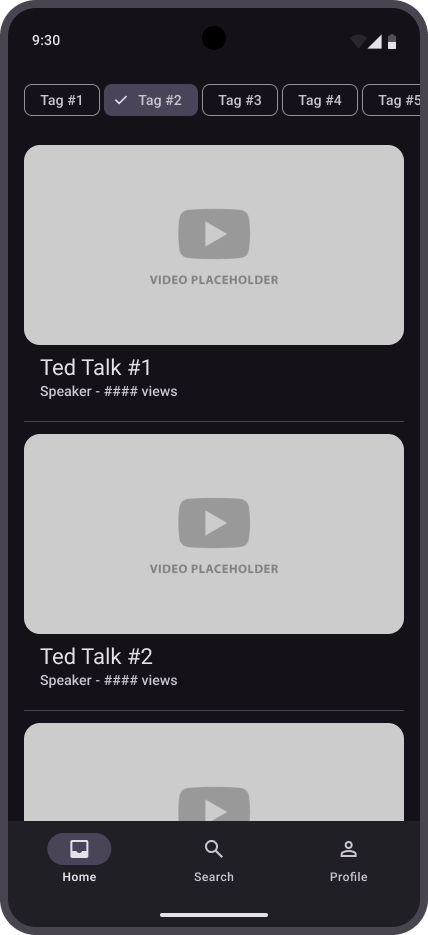 9:30
Tag #1 Tag #2 Tag #3 Tag #4 Tag #5
VIDEO PLACEHOLDER
Ted Talk #1
Speaker - #### views
VIDEO PLACEHOLDER
Ted Talk #2
Speaker - #### views
Home Search Profile